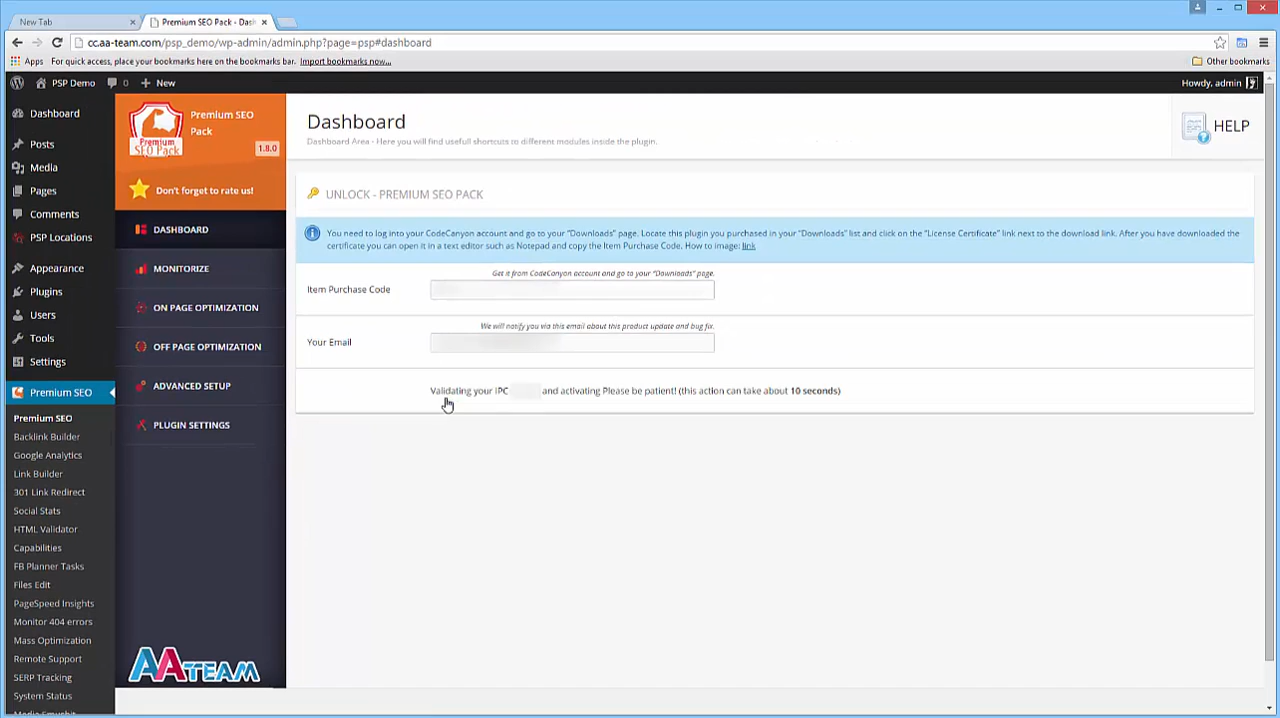 New Tab
Premium SEO Pack - Das
cc.aa-team.com/psp_demo/wp-admin/admin.php?page=psp#dashboard
Apps For quick access, place your bookmarks here on the bookmarks bar. Import bookmarks now... Other bookmarks
PSP Demo 0 + New Howdy, admin
Dashboard
Posts
Media
Pages
Comments
PSP Locations
Appearance
Plugins
Users
Tools
Settings
Premium SEO
Premium SEO
Backlink Builder
Google Analytics
Link Builder
301 Link Redirect
Social Stats
HTML Validator
Capabilities
FB Planner Tasks
Files Edit
PageSpeed Insights
Monitor 404 errors
Mass Optimization
Remote Support
SERP Tracking
System Status
Premium SEO
Pack
Premium
SEO Pack
1.8.0
Don't forget to rate us!
DASHBOARD
MONITORIZE
ON PAGE OPTIMIZATION
OFF PAGE OPTIMIZATION
ADVANCED SETUP
PLUGIN SETTINGS
AATEAM
Dashboard
Dashboard Area - Here you will find usefull shortcuts to different modules inside the plugin.
HELP
UNLOCK - PREMIUM SEO PACK
You need to log into your CodeCanyon account and go to your "Downloads" page. Locate this plugin you purchased in your "Downloads" list and click on the "License Certificate" link next to the download link. After you have downloaded the
certificate you can open it in a text editor such as Notepad and copy the Item Purchase Code. How to image: link
Get it from CodeCanyon account and go to your "Downloads" page.
Item Purchase Code
We will notify you via this email about this product update and bug fix.
Your Email
Validating your IPC and activating Please be patient! (this action can take about 10 seconds)